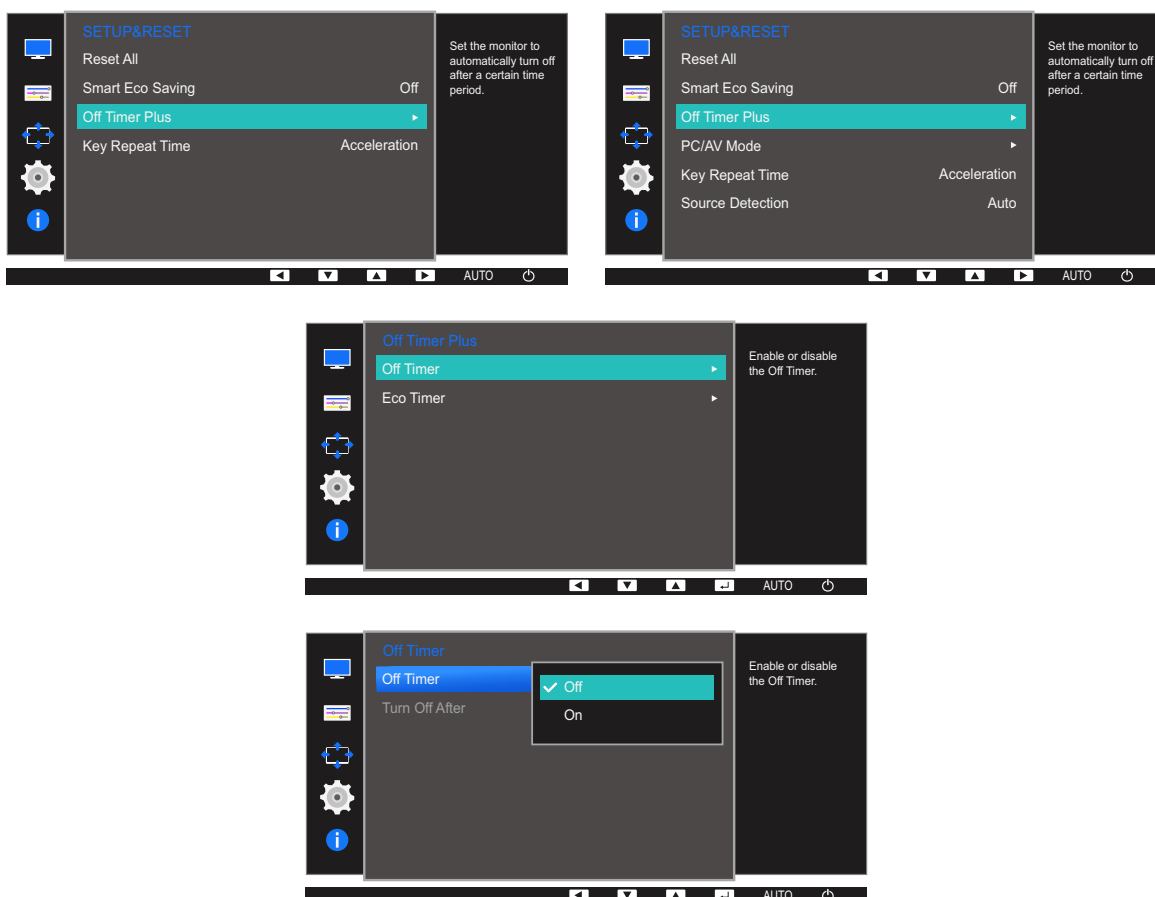 SETUP&RESET
Reset All
Smart Eco Saving Off
Off Timer Plus
Key Repeat Time Acceleration
Set the monitor to
automatically turn off
after a certain time
period.
AUTO
SETUP&RESET
Reset All
Smart Eco Saving Off
Off Timer Plus
PC/AV Mode
Key Repeat Time Acceleration
Source Detection Auto
Set the monitor to
automatically turn off
after a certain time
period.
AUTO
Off Timer Plus
Off Timer
Eco Timer
Enable or disable
the Off Timer.
AUTO
Off Timer
Off Timer
Turn Off After
Off
On
Enable or disable
the Off Timer.
AUTO